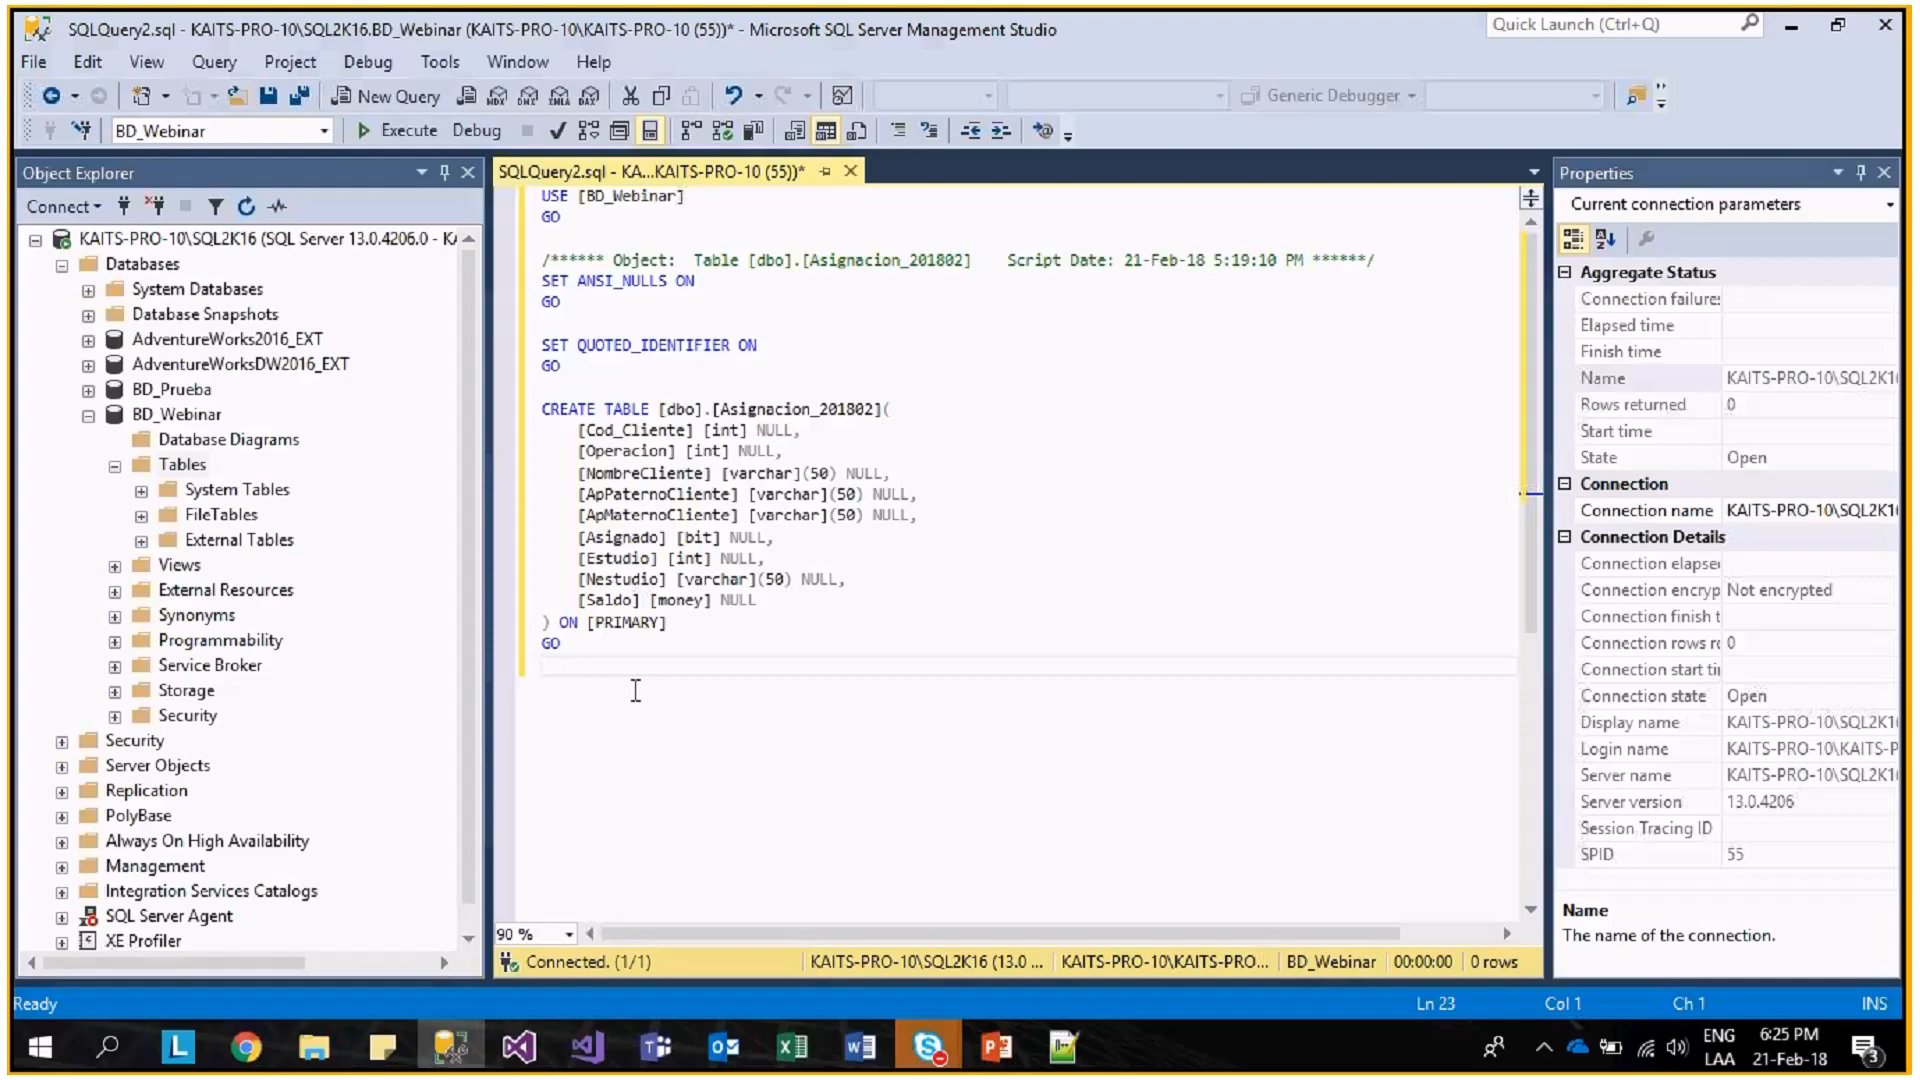 SQLQuery2.sql - KAITS-PRO-10\SQL2K16.BD_Webinar (KAITS-PRO-10\KAITS-PRO-10 (55))* - Microsoft SQL Server Management Studio
Quick Launch (Ctrl+Q)
File Edit View Query Project Debug Tools Window Help
New Query MDX DMX XMLA DAX Generic Debugger
BD_Webinar Execute Debug
Object Explorer
Connect
KAITS-PRO-10\SQL2K16 (SQL Server 13.0.4206.0 - KA
Databases
System Databases
Database Snapshots
AdventureWorks2016_EXT
AdventureWorksDW2016_EXT
BD_Prueba
BD_Webinar
Database Diagrams
Tables
System Tables
FileTables
External Tables
Views
External Resources
Synonyms
Programmability
Service Broker
Storage
Security
Security
Server Objects
Replication
PolyBase
Always On High Availability
Management
Integration Services Catalogs
SQL Server Agent
XE Profiler
SQLQuery2.sql - KA...KAITS-PRO-10 (55))*
USE [BD_Webinar]
GO
/****** Object:  Table [dbo].[Asignacion_201802]    Script Date: 21-Feb-18 5:19:10 PM ******/
SET ANSI_NULLS ON
GO
SET QUOTED_IDENTIFIER ON
GO
CREATE TABLE [dbo].[Asignacion_201802](
[Cod_Cliente] [int] NULL,
[Operacion] [int] NULL,
[NombreCliente] [varchar](50) NULL,
[ApPaternoCliente] [varchar](50) NULL,
[ApMaternoCliente] [varchar](50) NULL,
[Asignado] [bit] NULL,
[Estudio] [int] NULL,
[Nestudio] [varchar](50) NULL,
[Saldo] [money] NULL
) ON [PRIMARY]
GO
90 %
Connected. (1/1) KAITS-PRO-10\SQL2K16 (13.0 ... KAITS-PRO-10\KAITS-PRO... BD_Webinar 00:00:00 0 rows
Properties
Current connection parameters
Aggregate Status
Connection failures
Elapsed time
Finish time
Name KAITS-PRO-10\SQL2K16
Rows returned 0
Start time
State Open
Connection
Connection name KAITS-PRO-10\SQL2K16
Connection Details
Connection elapsed
Connection encryp Not encrypted
Connection finish t
Connection rows re 0
Connection start ti
Connection state Open
Display name KAITS-PRO-10\SQL2K16
Login name KAITS-PRO-10\KAITS-P
Server name KAITS-PRO-10\SQL2K16
Server version 13.0.4206
Session Tracing ID
SPID 55
Name
The name of the connection.
Ready Ln 23 Col 1 Ch 1 INS
ENG 6:25 PM
LAA 21-Feb-18 3